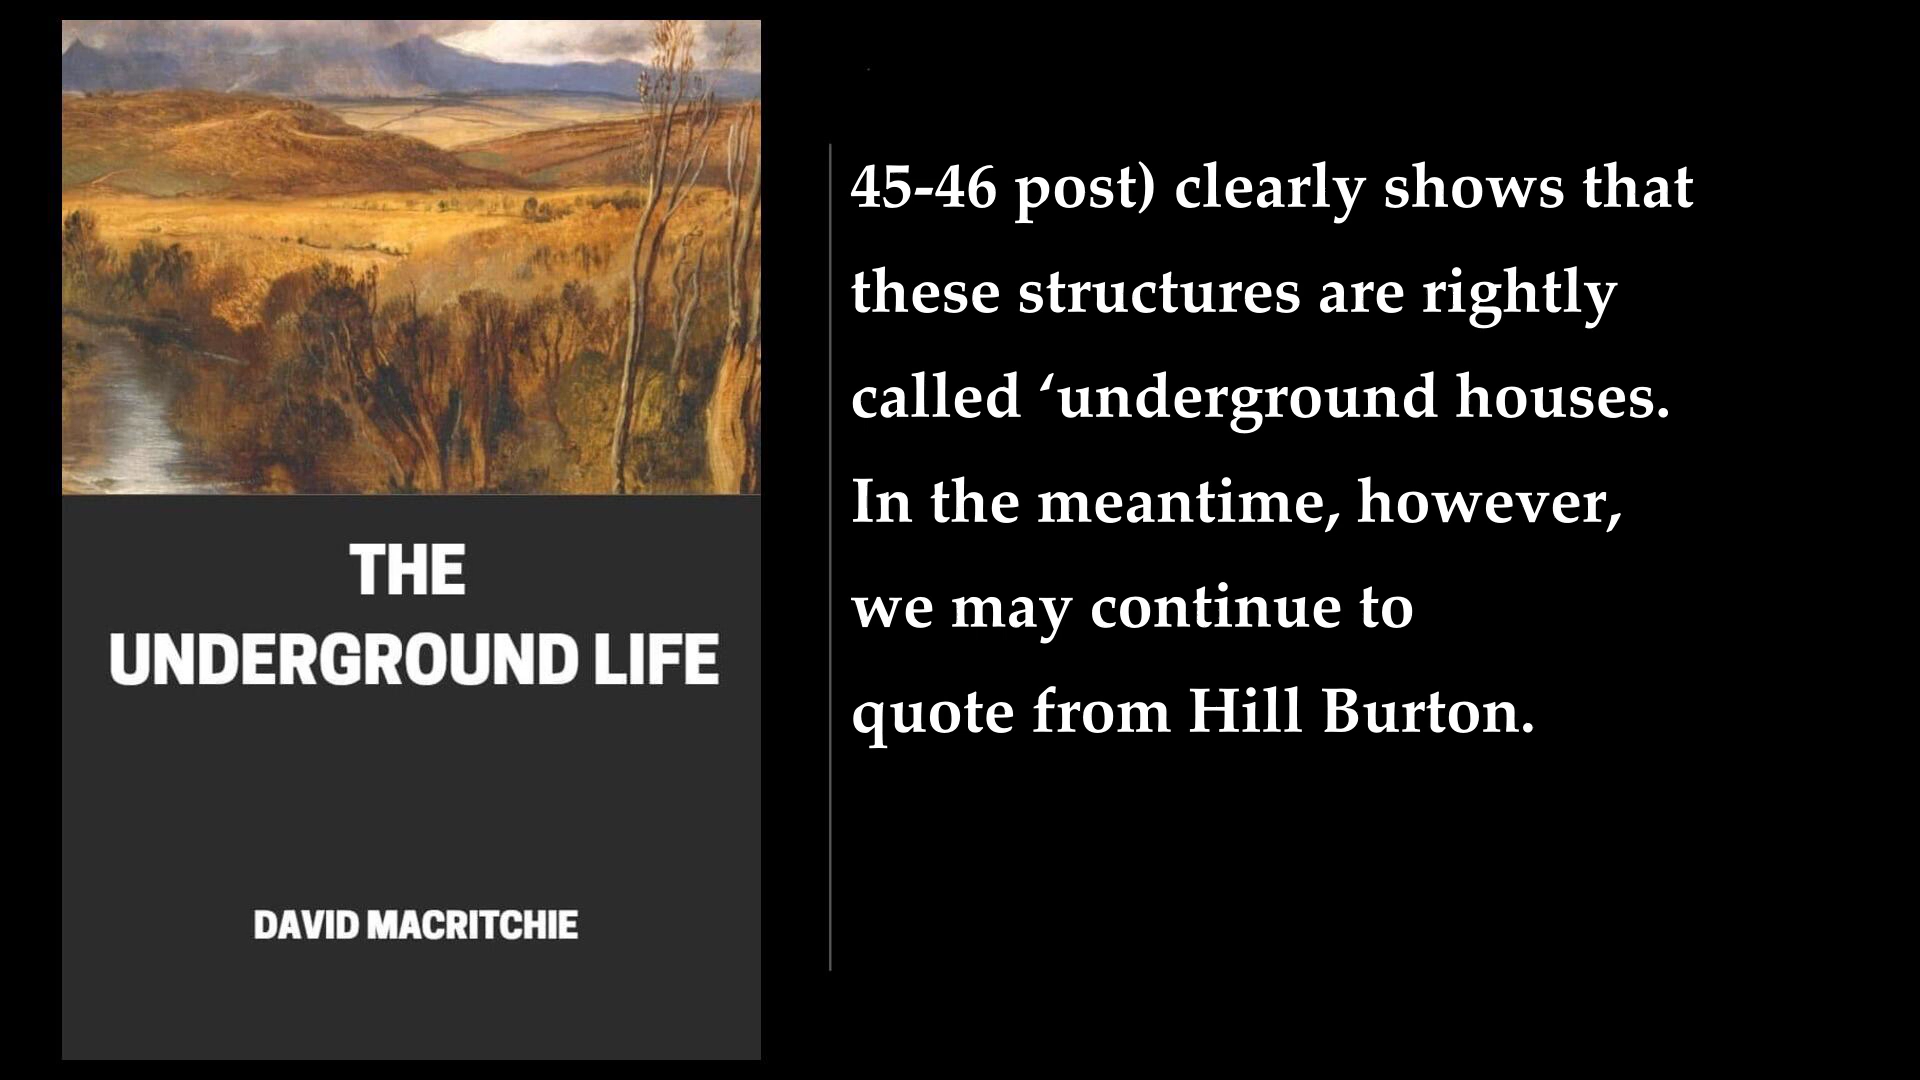 THE
UNDERGROUND LIFE
DAVID MACRITCHIE
45-46 post) clearly shows that
these structures are rightly
called ‘underground houses.
In the meantime, however,
we may continue to
quote from Hill Burton.